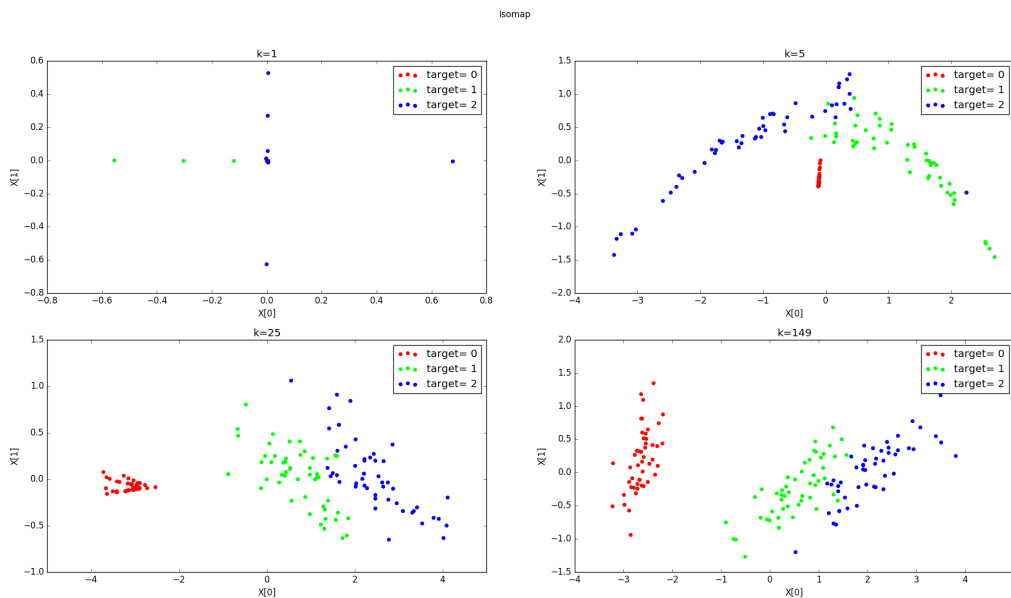 Isomap
k=1
0.6
0.4
0.2
0.0
−0.2
−0.4
−0.6
−0.8
X[1]
−0.8 −0.6 −0.4 −0.2 0.0 0.2 0.4 0.6 0.8
X[0]
target= 0
target= 1
target= 2
k=5
1.5
1.0
0.5
0.0
−0.5
−1.0
−1.5
−2.0
X[1]
−4 −3 −2 −1 0 1 2
X[0]
target= 0
target= 1
target= 2
k=25
1.5
1.0
0.5
0.0
−0.5
−1.0
X[1]
−4 −2 0 2 4
X[0]
target= 0
target= 1
target= 2
k=149
2.0
1.5
1.0
0.5
0.0
−0.5
−1.0
−1.5
X[1]
−4 −3 −2 −1 0 1 2 3 4
X[0]
target= 0
target= 1
target= 2